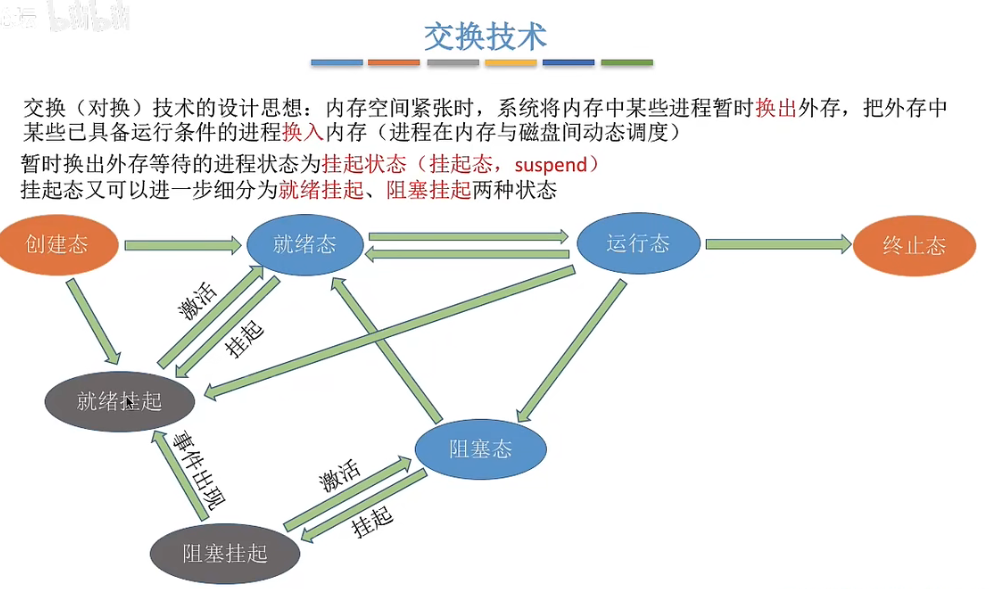 bilibili
交换技术
交换（对换）技术的设计思想：内存空间紧张时，系统将内存中某些进程暂时换出外存，把外存中
某些已具备运行条件的进程换入内存（进程在内存与磁盘间动态调度）
暂时换出外存等待的进程状态为挂起状态（挂起态，suspend）
挂起态又可以进一步细分为就绪挂起、阻塞挂起两种状态
创建态
就绪态
运行态
终止态
激活
挂起
就绪挂起
事件出现
阻塞态
激活
挂起
阻塞挂起